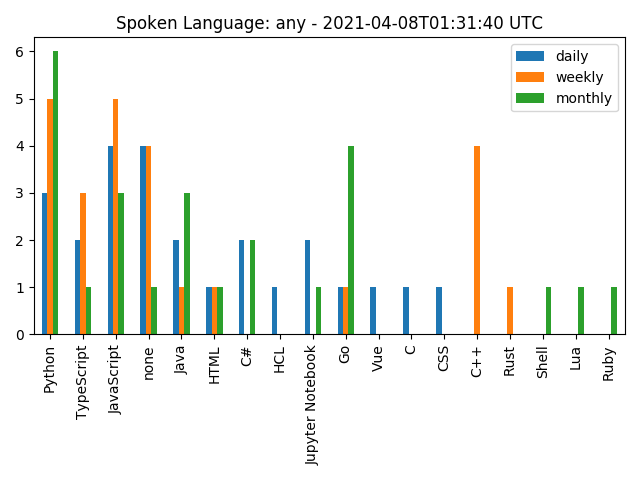 Spoken Language: any - 2021-04-08T01:31:40 UTC
daily
weekly
monthly
6
5
4
3
2
1
0
Python
TypeScript
JavaScript
none
Java
HTML
C#
HCL
Jupyter Notebook
Go
Vue
C
CSS
C++
Rust
Shell
Lua
Ruby